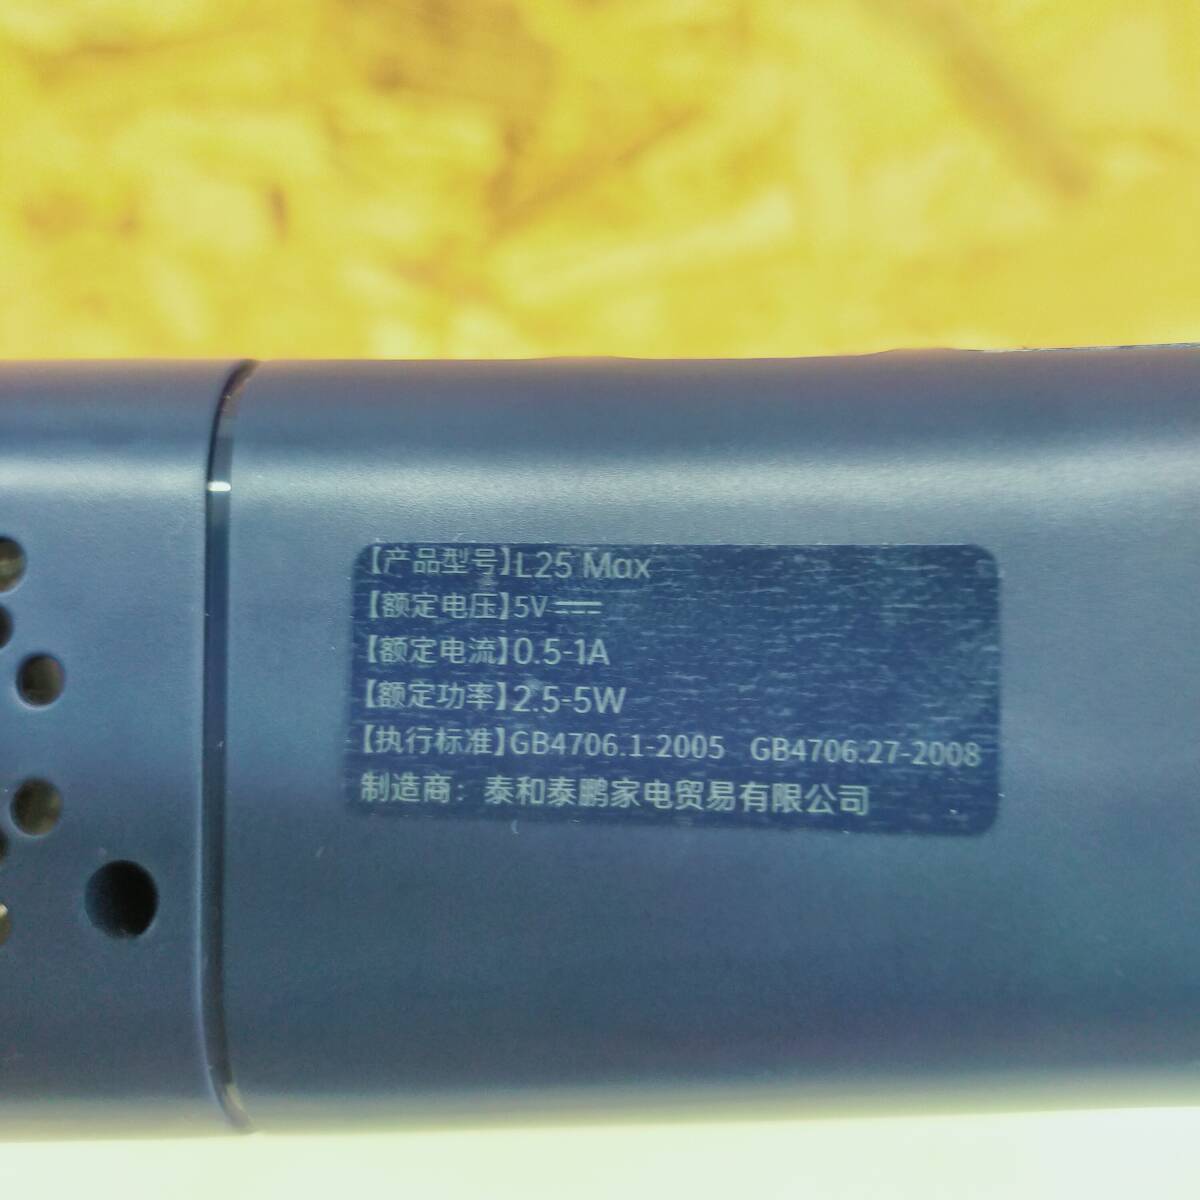 【产品型号】L25 Max
【额定电压】5V⎓
【额定电流】0.5-1A
【额定功率】2.5-5W
【执行标准】GB4706.1-2005 GB4706.27-2008
制造商：泰和泰鹏家电贸易有限公司